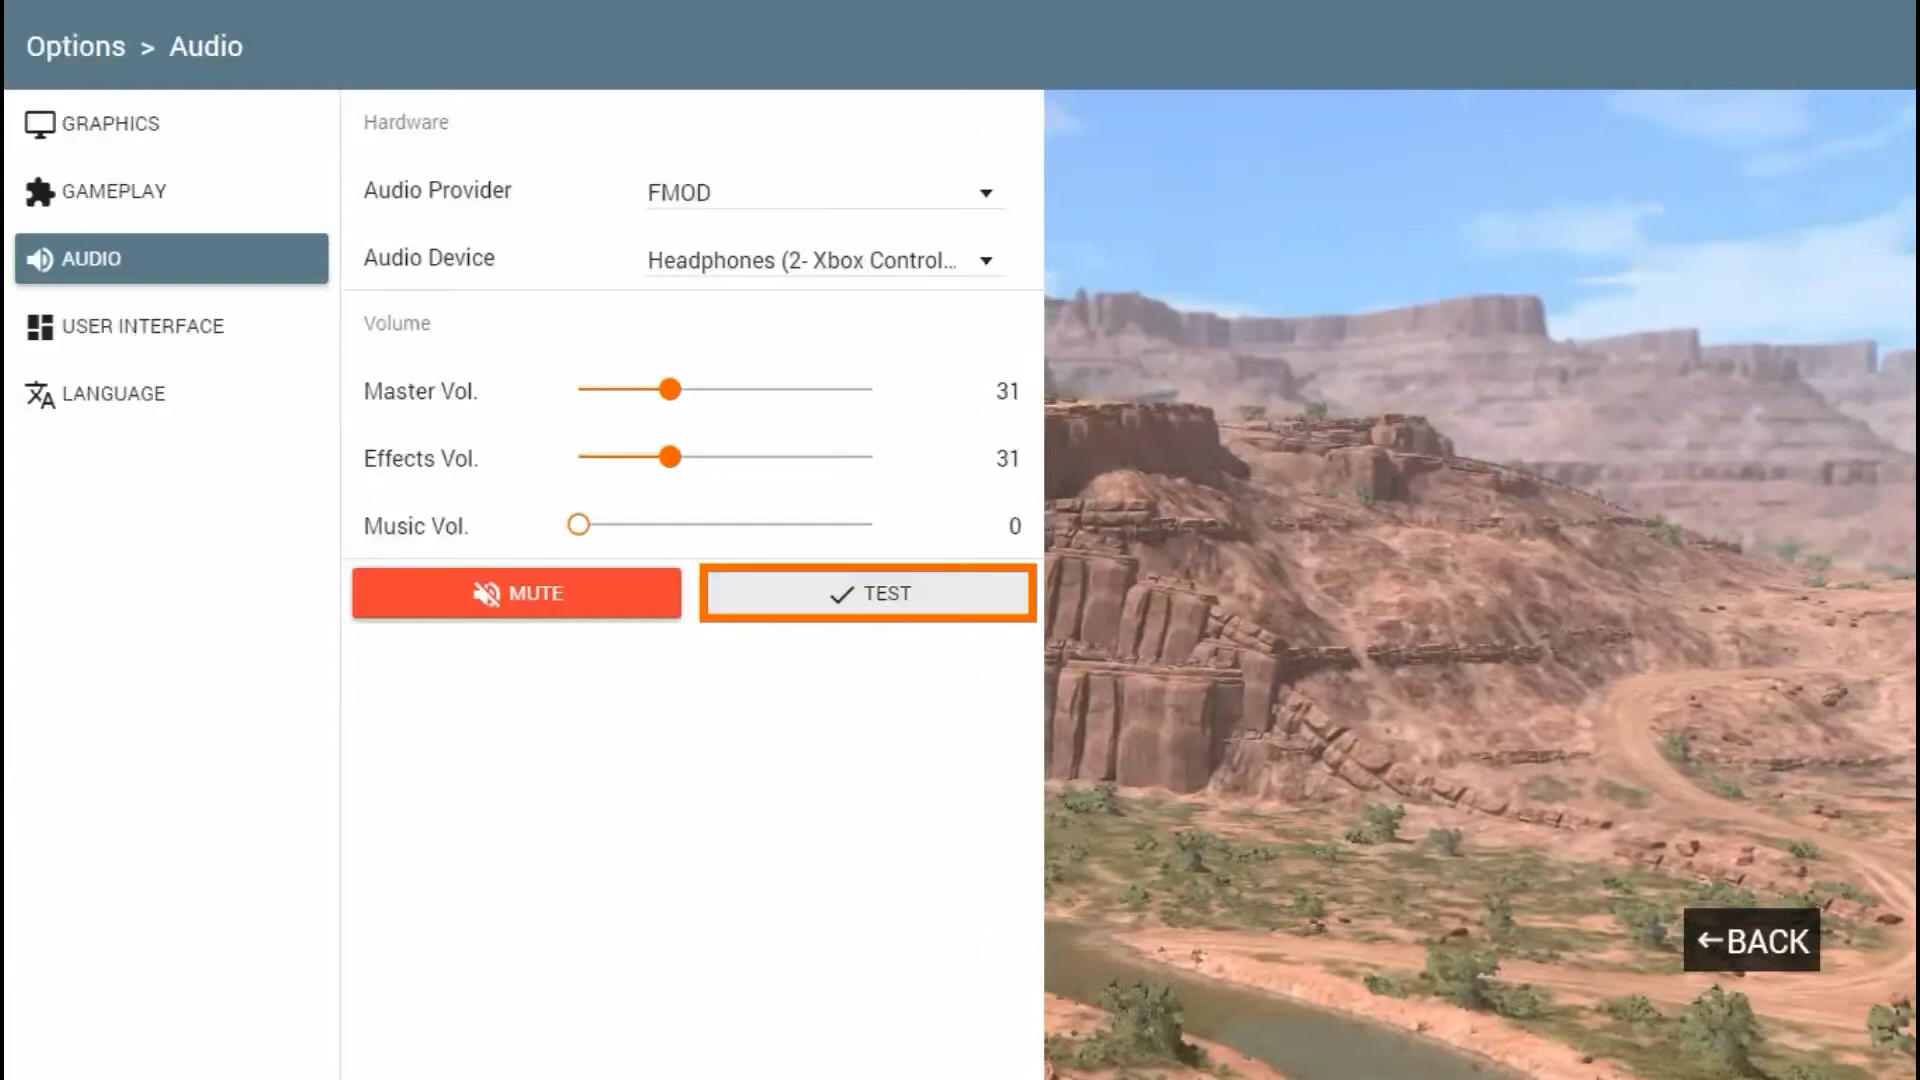 Options > Audio
GRAPHICS
GAMEPLAY
AUDIO
USER INTERFACE
LANGUAGE
Hardware
Audio Provider FMOD
Audio Device Headphones (2- Xbox Control...
Volume
Master Vol. 31
Effects Vol. 31
Music Vol. 0
MUTE TEST
←BACK